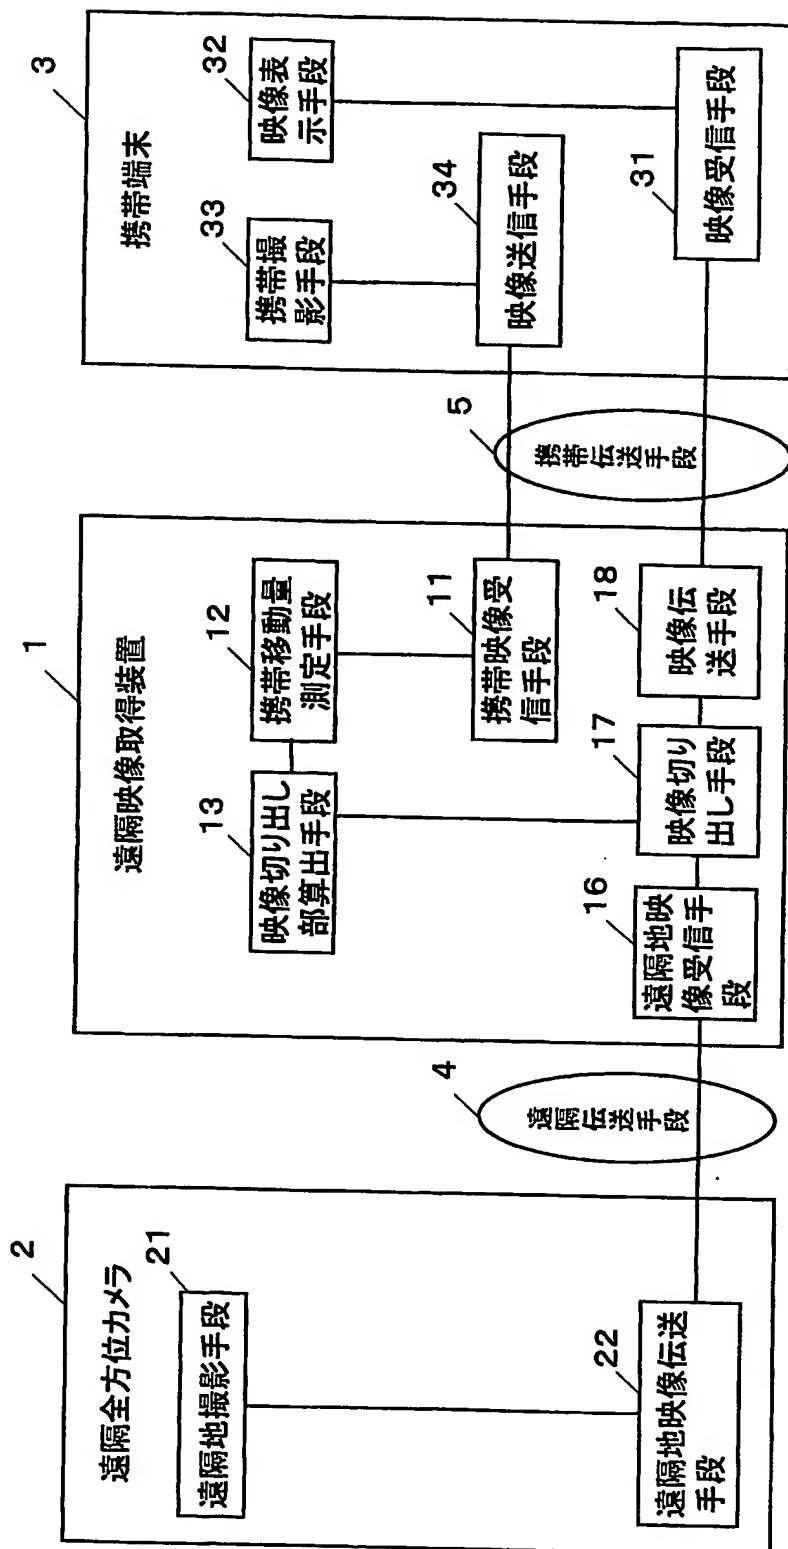 2
遠隔全方位カメラ
21
遠隔地撮影手段
22
遠隔地映像伝送
手段
4
遠隔
伝送
手段
1
遠隔映像取得装置
13
映像切り出し
部算出手段
12
携帯移動量
測定手段
11
携帯映像受
信手段
16
遠隔地映
像受信手
段
17
映像切り
出し手段
18
映像伝
送手段
5
携帯
伝送
手段
3
携帯端末
33
携帯撮
影手段
32
映像表
示手段
34
映像送信手段
31
映像受信手段